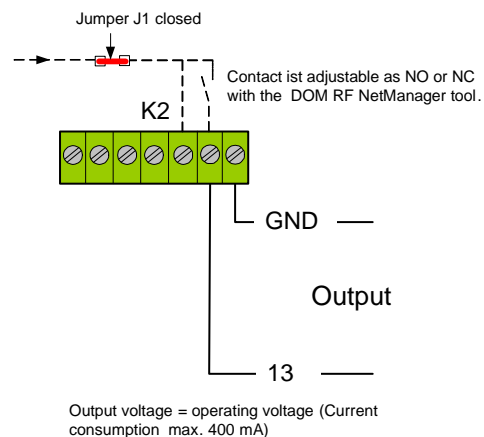 Jumper J1 closed
Contact ist adjustable as NO or NC
with the DOM RF NetManager tool.
K2
GND
Output
13
Output voltage = operating voltage (Current
consumption max. 400 mA)